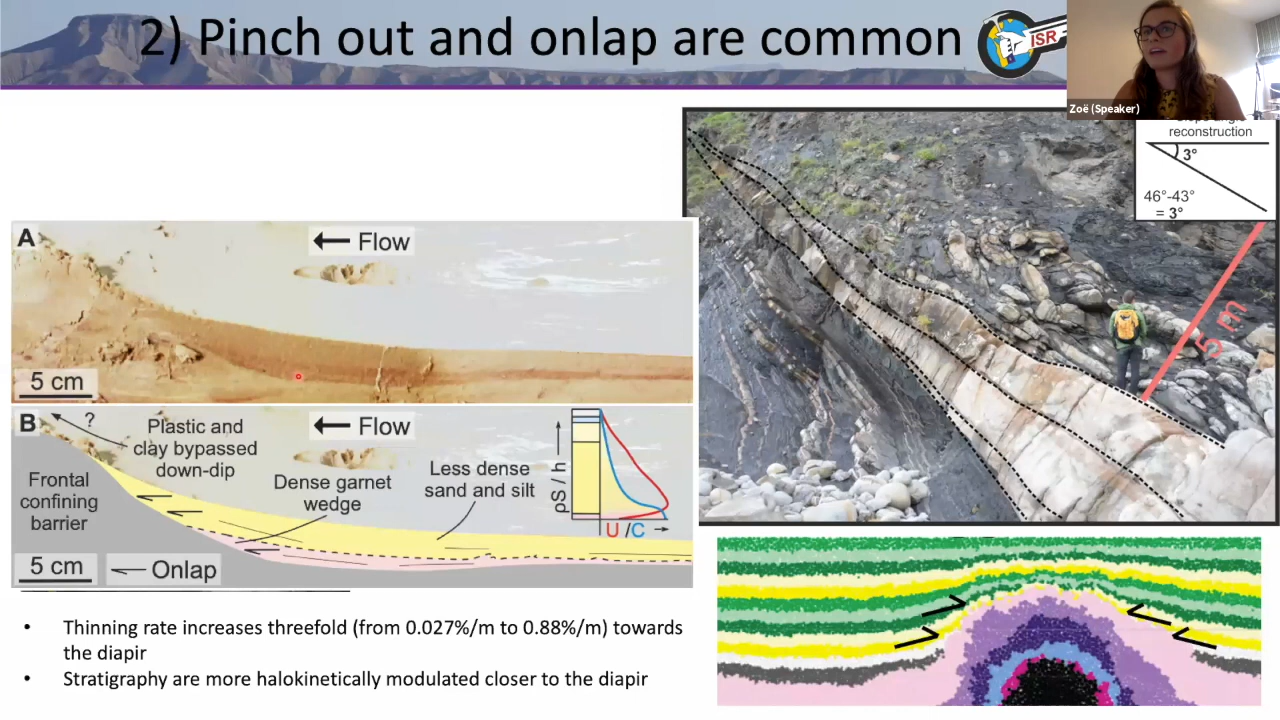 2) Pinch out and onlap are common
ISR
Zoë (Speaker)
reconstruction
3°
46°-43°
= 3°
5 m
A
Flow
5 cm
B
?
Plastic and
clay bypassed
down-dip
Flow
Frontal
confining
barrier
Dense garnet
wedge
Less dense
sand and silt
ρS / h
U /C
5 cm
Onlap
• Thinning rate increases threefold (from 0.027%/m to 0.88%/m) towards
the diapir
• Stratigraphy are more halokinetically modulated closer to the diapir